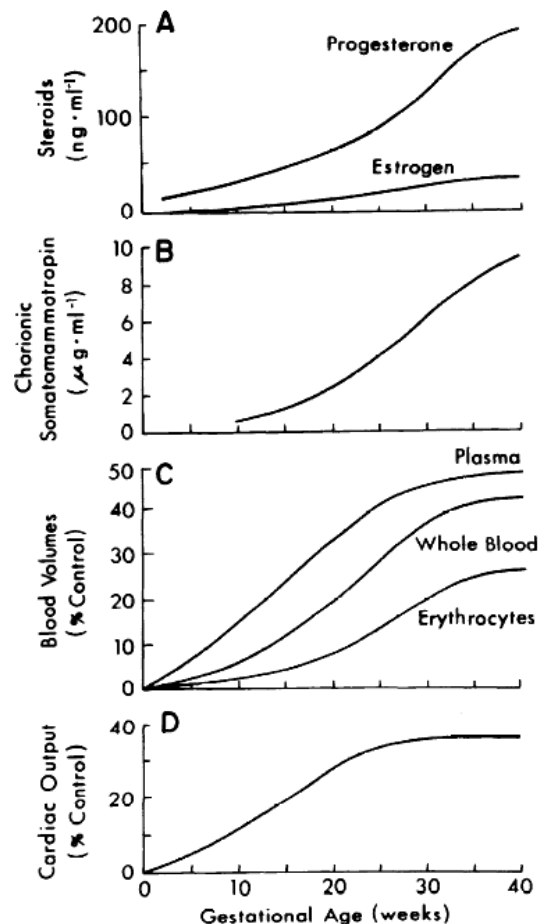 A
200
100
0
Steroids
(ng·ml⁻¹)
Progesterone
Estrogen
B
10
8
6
4
2
0
Chorionic
Somatomammotropin
(μg·ml⁻¹)
C
50
40
30
20
10
0
Blood Volumes
(% Control)
Plasma
Whole Blood
Erythrocytes
D
40
20
0
Cardiac Output
(% Control)
0 10 20 30 40
Gestational Age (weeks)